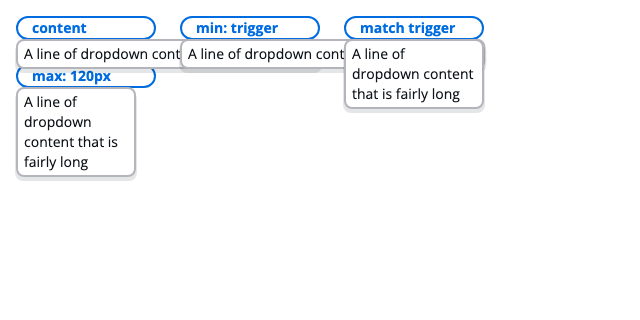 content
min: trigger
match trigger
A line of dropdown cont
A line of dropdown cont
A line of
dropdown content
that is fairly long
max: 120px
A line of
dropdown
content that is
fairly long